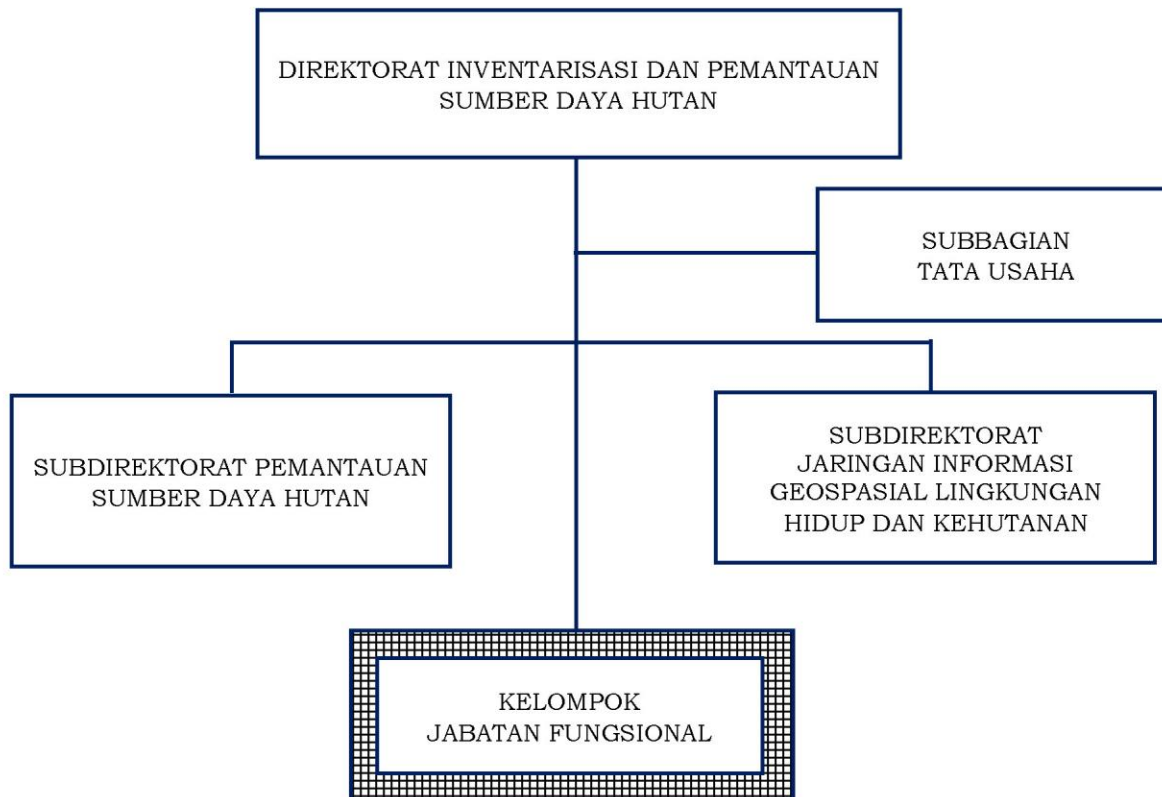 DIREKTORAT INVENTARISASI DAN PEMANTAUAN
SUMBER DAYA HUTAN
SUBBAGIAN
TATA USAHA
SUBDIREKTORAT PEMANTAUAN
SUMBER DAYA HUTAN
SUBDIREKTORAT
JARINGAN INFORMASI
GEOSPASIAL LINGKUNGAN
HIDUP DAN KEHUTANAN
KELOMPOK
JABATAN FUNGSIONAL